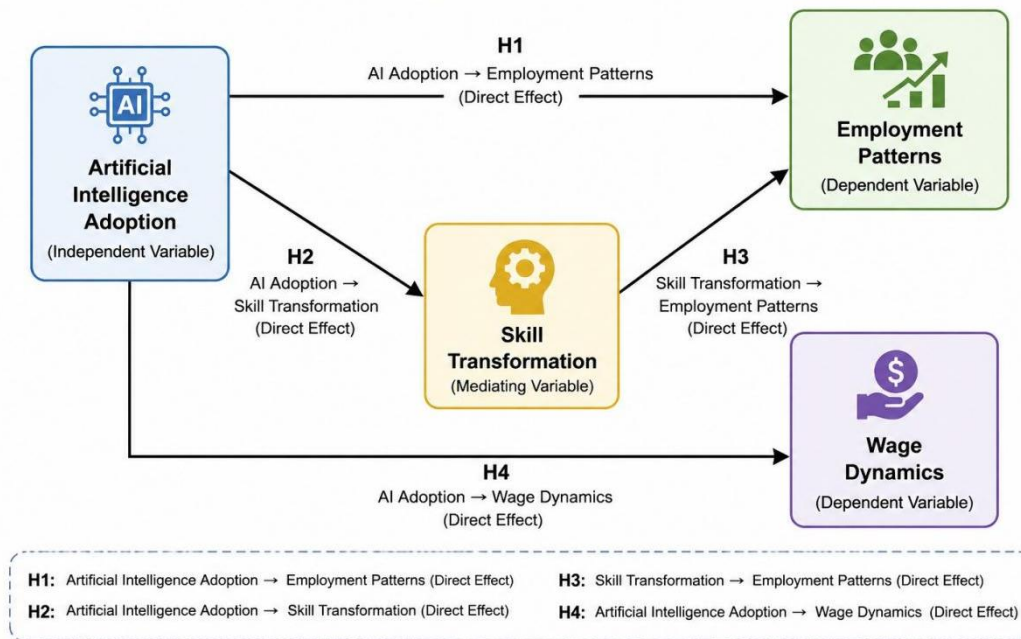 H1
AI Adoption → Employment Patterns
(Direct Effect)
AI
Artificial
Intelligence
Adoption
(Independent Variable)
Employment
Patterns
(Dependent Variable)
H2
AI Adoption →
Skill Transformation
(Direct Effect)
Skill
Transformation
(Mediating Variable)
H3
Skill Transformation →
Employment Patterns
(Direct Effect)
$
Wage
Dynamics
(Dependent Variable)
H4
AI Adoption → Wage Dynamics
(Direct Effect)
H1: Artificial Intelligence Adoption → Employment Patterns (Direct Effect)
H2: Artificial Intelligence Adoption → Skill Transformation (Direct Effect)
H3: Skill Transformation → Employment Patterns (Direct Effect)
H4: Artificial Intelligence Adoption → Wage Dynamics (Direct Effect)